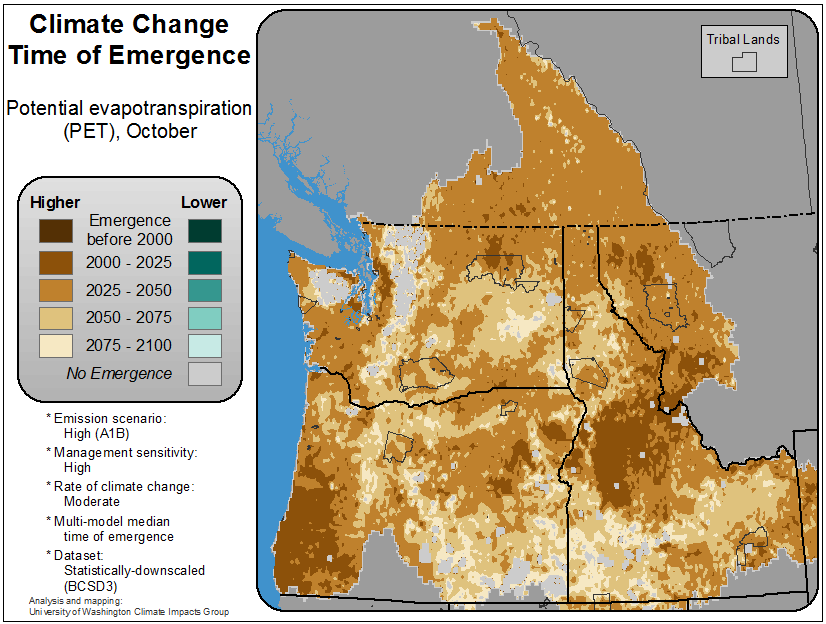 Climate Change
Time of Emergence
Potential evapotranspiration
(PET), October
Higher
Lower
Emergence
before 2000
2000 - 2025
2025 - 2050
2050 - 2075
2075 - 2100
No Emergence
* Emission scenario:
High (A1B)
* Management sensitivity:
High
* Rate of climate change:
Moderate
* Multi-model median
time of emergence
* Dataset:
Statistically-downscaled
(BCSD3)
Analysis and mapping:
University of Washington Climate Impacts Group
Tribal Lands